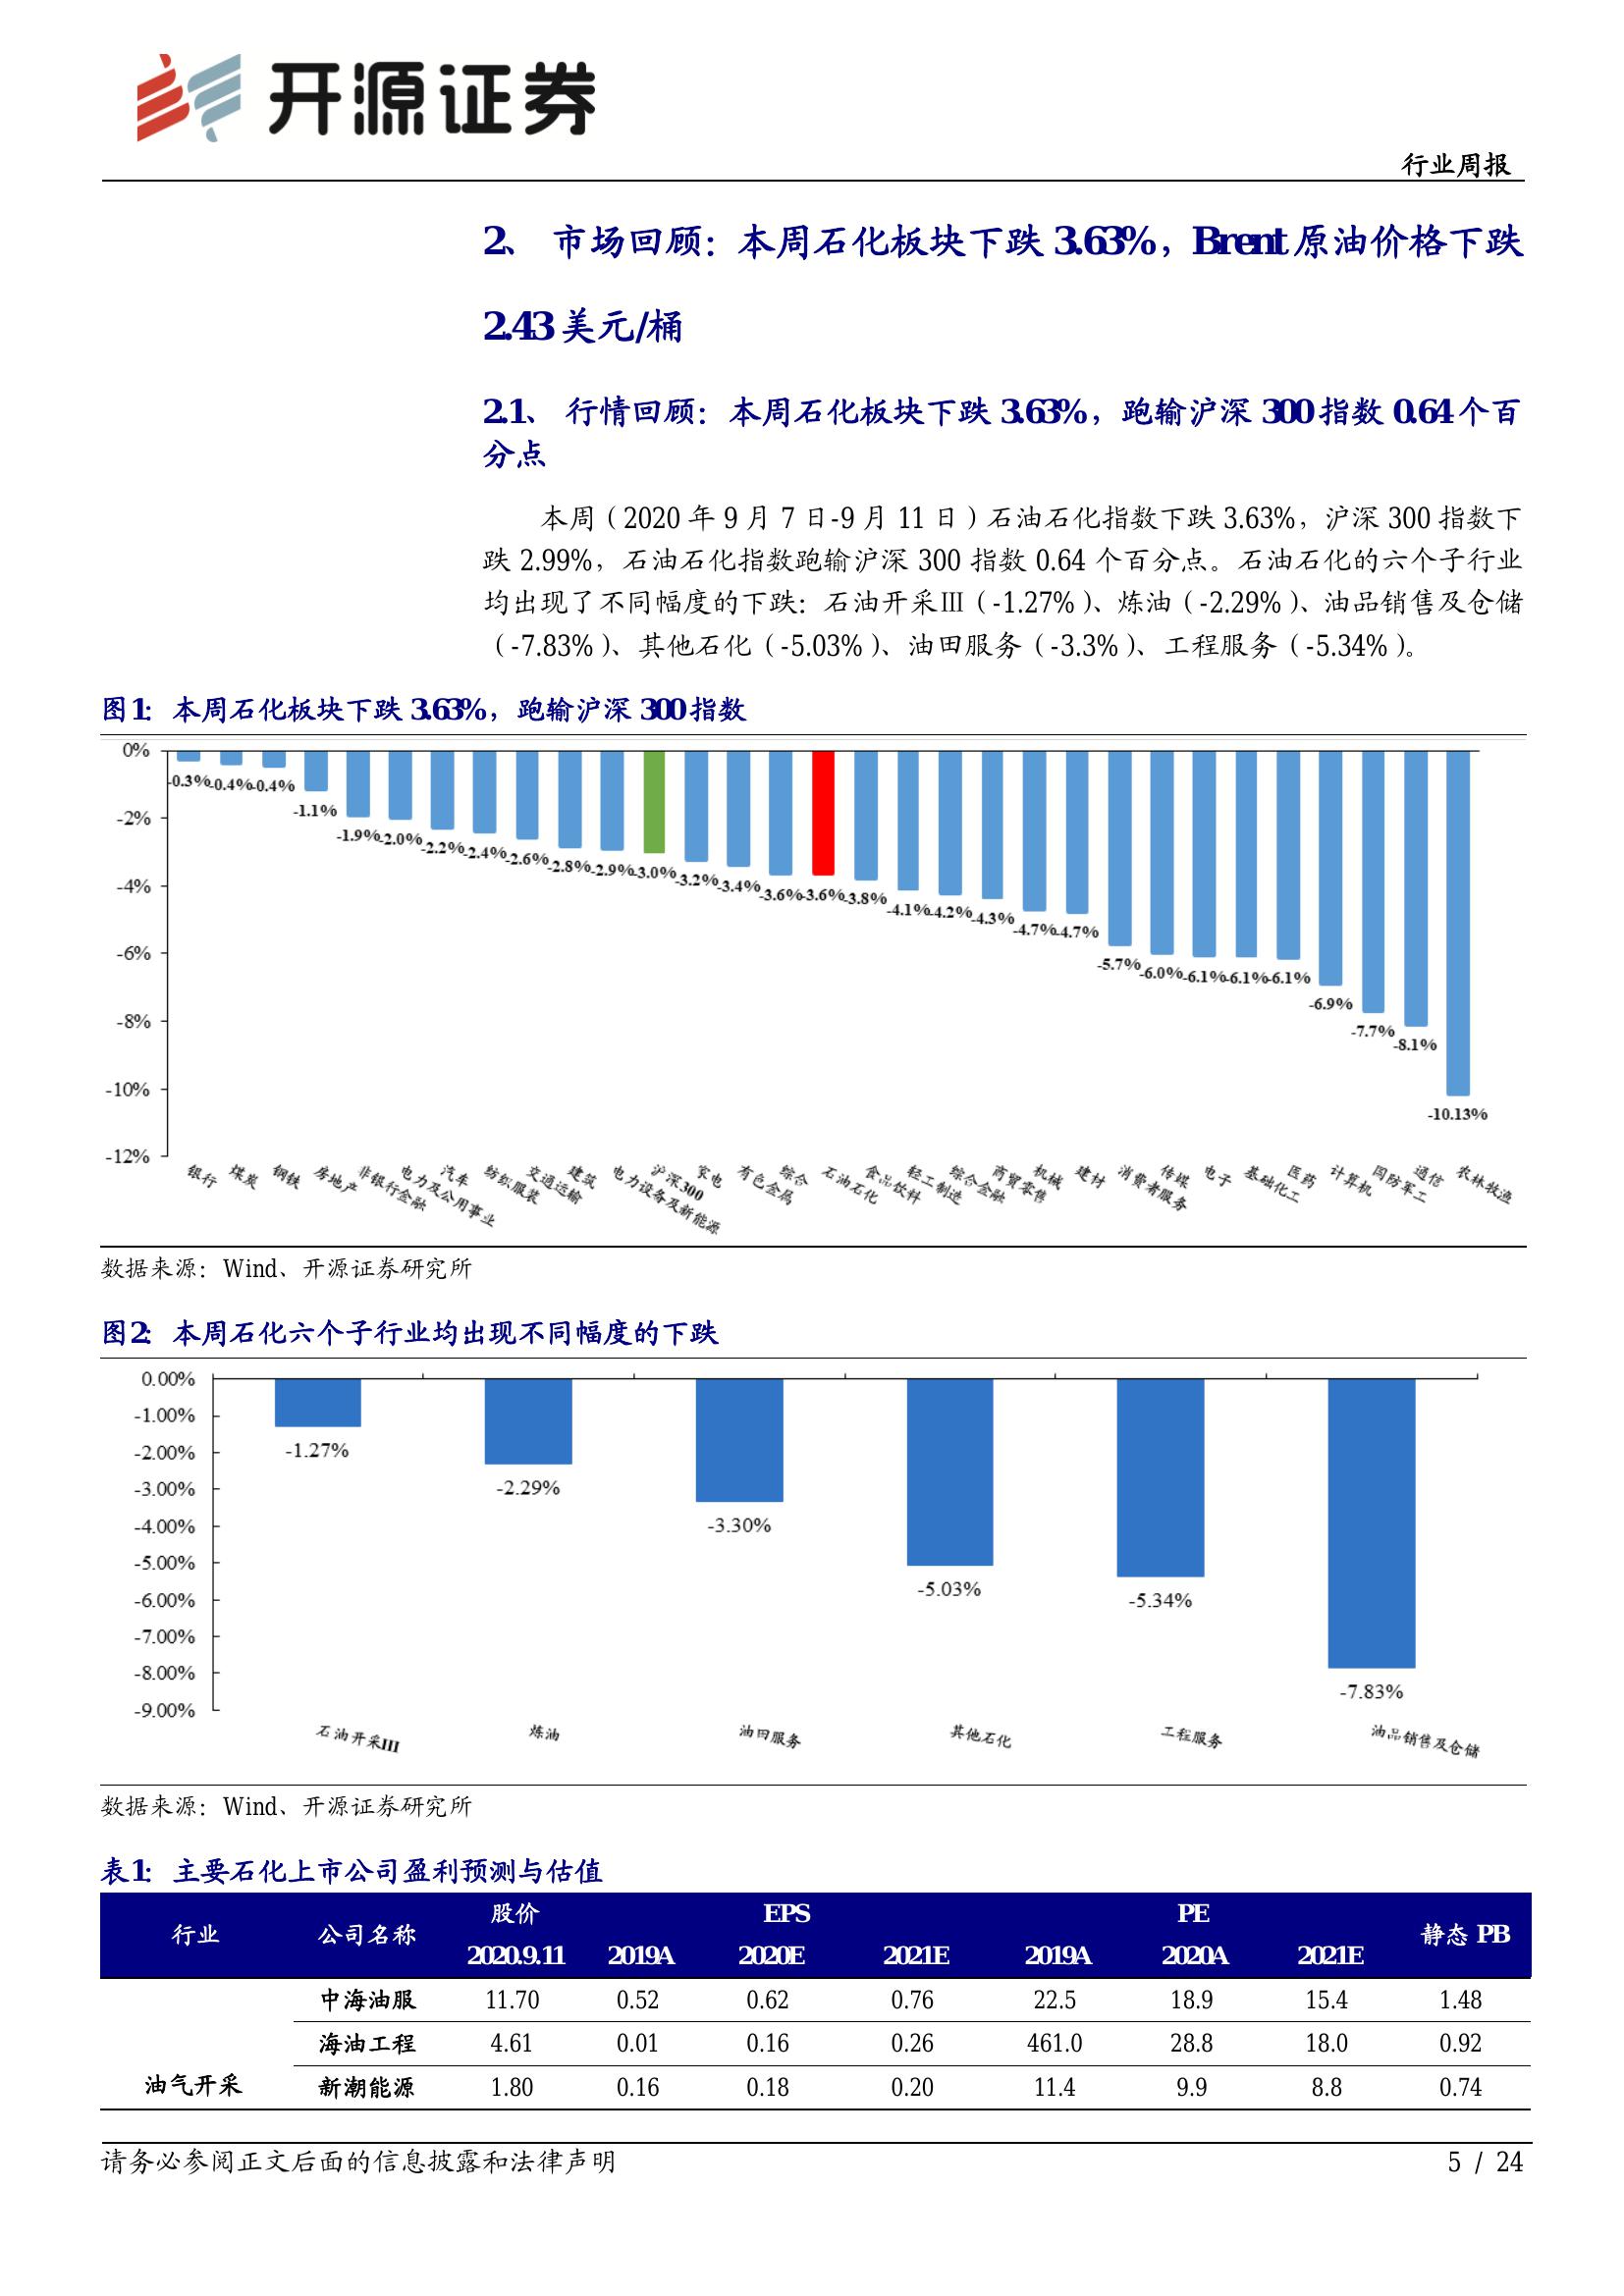 开源证券
行业周报
2、 市场回顾：本周石化板块下跌 3.63%，Brent 原油价格下跌
2.43 美元/桶
2.1、 行情回顾：本周石化板块下跌 3.63%，跑输沪深 300 指数 0.64 个百
分点
本周（2020 年 9 月 7 日-9 月 11 日）石油石化指数下跌 3.63%，沪深 300 指数下
跌 2.99%，石油石化指数跑输沪深 300 指数 0.64 个百分点。石油石化的六个子行业
均出现了不同幅度的下跌：石油开采Ⅲ（-1.27%）、炼油（-2.29%）、油品销售及仓储
（-7.83%）、其他石化（-5.03%）、油田服务（-3.3%）、工程服务（-5.34%）。
图 1：本周石化板块下跌 3.63%，跑输沪深 300 指数
0%
-2%
-4%
-6%
-8%
-10%
-12%
-0.3% -0.4% -0.4% -1.1% -1.9% -2.0% -2.2% -2.4% -2.6% -2.8% -2.9% -3.0% -3.2% -3.4% -3.6% -3.6% -3.8% -4.1% -4.2% -4.3% -4.7% -4.7% -5.7% -6.0% -6.1% -6.1% -6.1% -6.9% -7.7% -8.1% -10.13%
银行 煤炭 钢铁 房地产 非银行金融 电力及公用事业 汽车 纺织服装 交通运输 建筑 电力设备及新能源 沪深300 家电 有色金属 综合 石油石化 食品饮料 轻工制造 综合金融 商贸零售 机械 建材 消费者服务 传媒 电子 基础化工 医药 计算机 国防军工 通信 农林牧渔
数据来源：Wind、开源证券研究所
图 2：本周石化六个子行业均出现不同幅度的下跌
0.00%
-1.00%
-2.00%
-3.00%
-4.00%
-5.00%
-6.00%
-7.00%
-8.00%
-9.00%
-1.27% -2.29% -3.30% -5.03% -5.34% -7.83%
石油开采III 炼油 油田服务 其他石化 工程服务 油品销售及仓储
数据来源：Wind、开源证券研究所
表 1：主要石化上市公司盈利预测与估值
行业 公司名称 股价 EPS PE 静态 PB
2020.9.11 2019A 2020E 2021E 2019A 2020A 2021E
中海油服 11.70 0.52 0.62 0.76 22.5 18.9 15.4 1.48
海油工程 4.61 0.01 0.16 0.26 461.0 28.8 18.0 0.92
油气开采 新潮能源 1.80 0.16 0.18 0.20 11.4 9.9 8.8 0.74
请务必参阅正文后面的信息披露和法律声明
5 / 24